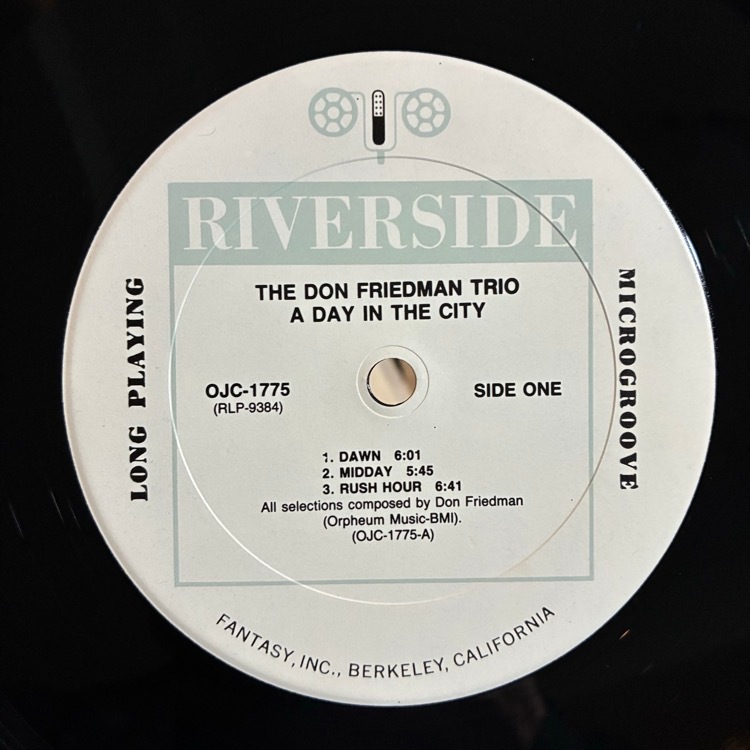 RIVERSIDE
THE DON FRIEDMAN TRIO
A DAY IN THE CITY
LONG PLAYING
MICROGROOVE
OJC-1775
(RLP-9384)
SIDE ONE
1. DAWN 6:01
2. MIDDAY 5:45
3. RUSH HOUR 6:41
All selections composed by Don Friedman
(Orpheum Music-BMI).
(OJC-1775-A)
FANTASY, INC., BERKELEY, CALIFORNIA